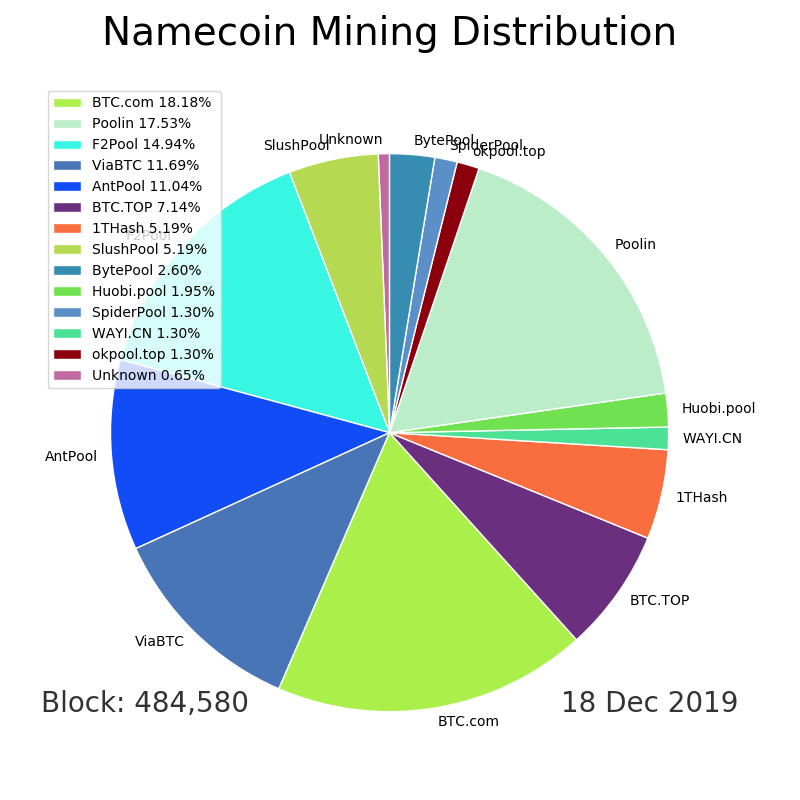 Namecoin Mining Distribution
BTC.com 18.18%
Poolin 17.53%
F2Pool 14.94%
ViaBTC 11.69%
AntPool 11.04%
BTC.TOP 7.14%
1THash 5.19%
SlushPool 5.19%
BytePool 2.60%
Huobi.pool 1.95%
SpiderPool 1.30%
WAYI.CN 1.30%
okpool.top 1.30%
Unknown 0.65%
Unknown
SlushPool
BytePool
SpiderPool
okpool.top
F2Pool
Poolin
Huobi.pool
WAYI.CN
AntPool
1THash
BTC.TOP
ViaBTC
BTC.com
Block: 484,580
18 Dec 2019